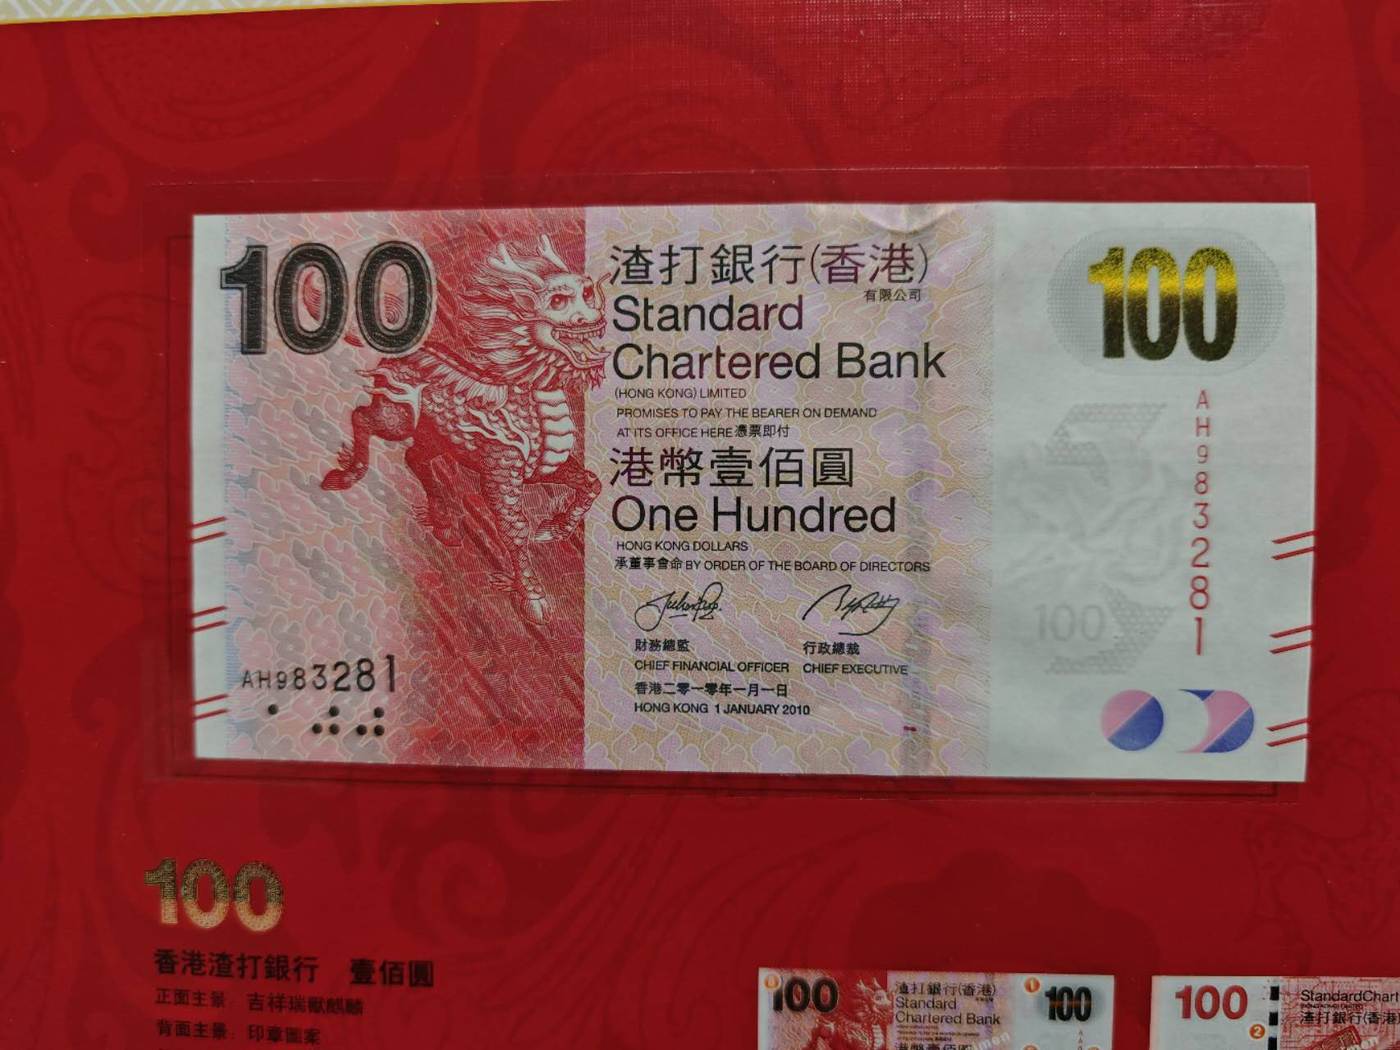 100
渣打銀行(香港)
有限公司
Standard
Chartered Bank
(HONG KONG) LIMITED
PROMISES TO PAY THE BEARER ON DEMAND
AT ITS OFFICE HERE 憑票即付
港幣壹佰圓
One Hundred
HONG KONG DOLLARS
承董事會命 BY ORDER OF THE BOARD OF DIRECTORS
財務總監 行政總裁
CHIEF FINANCIAL OFFICER CHIEF EXECUTIVE
香港二零一零年一月一日
HONG KONG 1 JANUARY 2010
AH983281
100
AH983281
100
100
香港渣打銀行 壹佰圓
正面主景：吉祥瑞獸麒麟
背面主景：印章圖案
100
渣打銀行(香港)
Standard
Chartered Bank
港幣壹佰圓
1
100
100
2
StandardChart
渣打銀行(香港)